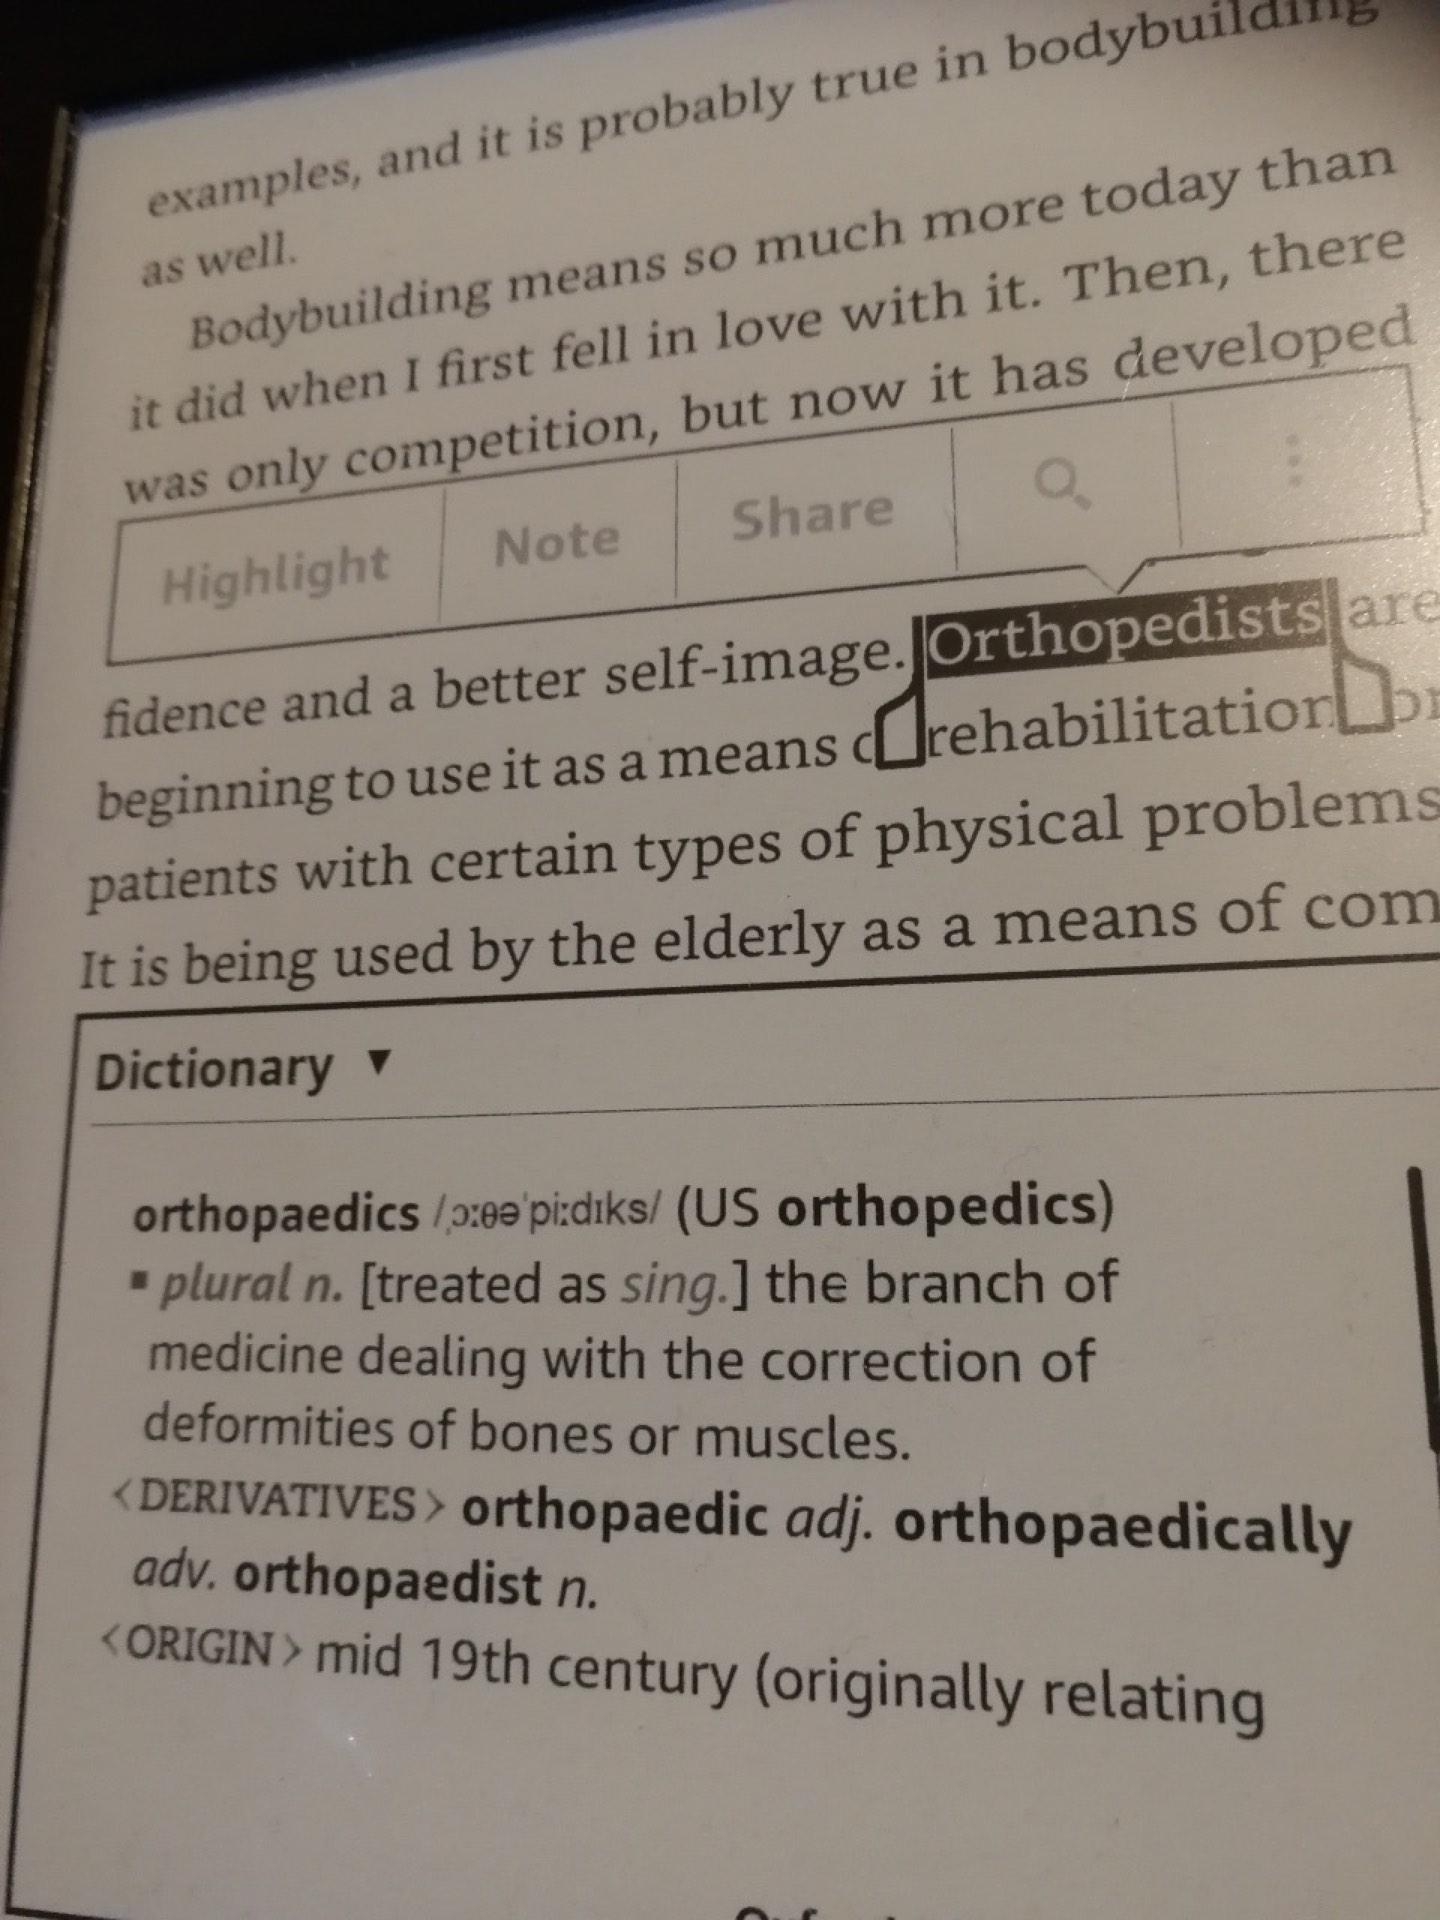 examples, and it is probably true in bodybuilding
as well.
Bodybuilding means so much more today than
it did when I first fell in love with it. Then, there
was only competition, but now it has developed
Highlight Note Share
fidence and a better self-image. Orthopedists are
beginning to use it as a means rehabilitation
patients with certain types of physical problems
It is being used by the elderly as a means of com
Dictionary ▼
orthopaedics /ˌɔːθəˈpiːdɪks/ (US orthopedics)
▪ plural n. [treated as sing.] the branch of
medicine dealing with the correction of
deformities of bones or muscles.
<DERIVATIVES> orthopaedic adj. orthopaedically
adv. orthopaedist n.
<ORIGIN> mid 19th century (originally relating